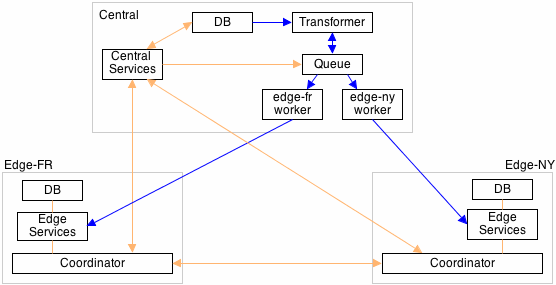 Central
DB
Transformer
Central
Services
Queue
edge-fr
worker
edge-ny
worker
Edge-FR
Edge-NY
DB
DB
Edge
Services
Edge
Services
Coordinator
Coordinator